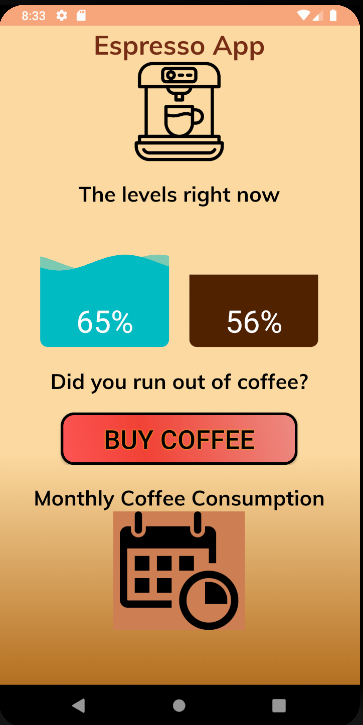 8:33
Espresso App
The levels right now
65%
56%
Did you run out of coffee?
BUY COFFEE
Monthly Coffee Consumption